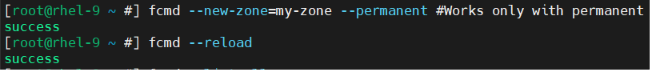 [root@rhel-9 ~ #] fcmd --new-zone=my-zone --permanent #Works only with permanent
success
[root@rhel-9 ~ #] fcmd --reload
success